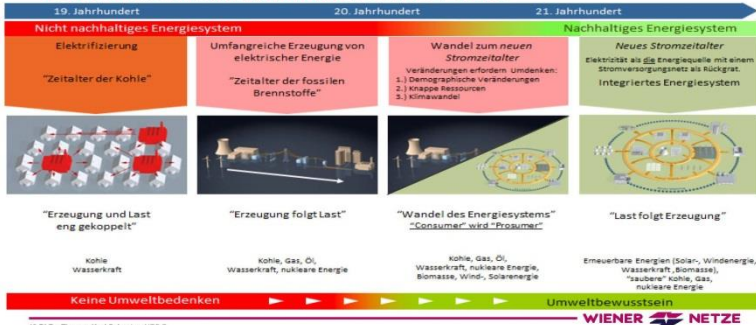 19. Jahrhundert
20. Jahrhundert
21. Jahrhundert
Nicht nachhaltiges Energiesystem
Nachhaltiges Energiesystem
Elektrifizierung
"Zeitalter der Kohle"
Umfangreiche Erzeugung von
elektrischer Energie
"Zeitalter der fossilen
Brennstoffe"
Wandel zum neuen
Stromzeitalter
Veränderungen erfordern Umdenken:
1.) Demographische Veränderungen
2.) Knappe Ressourcen
3.) Klimawandel
Neues Stromzeitalter
Elektrizität als die Energiequelle mit einem
Stromversorgungsnetz als Rückgrat.
Integriertes Energiesystem
"Erzeugung und Last
eng gekoppelt"
"Erzeugung folgt Last"
"Wandel des Energiesystems"
"Consumer" wird "Prosumer"
"Last folgt Erzeugung"
Kohle
Wasserkraft
Kohle, Gas, Öl,
Wasserkraft, nukleare Energie
Kohle, Gas, Öl,
Wasserkraft, nukleare Energie,
Biomasse, Wind-, Solarenergie
Erneuerbare Energien (Solar-, Windenergie,
Wasserkraft ,Biomasse),
"saubere" Kohle, Gas,
nukleare Energie
Keine Umweltbedenken
Umweltbewusstsein
WIENER NETZE